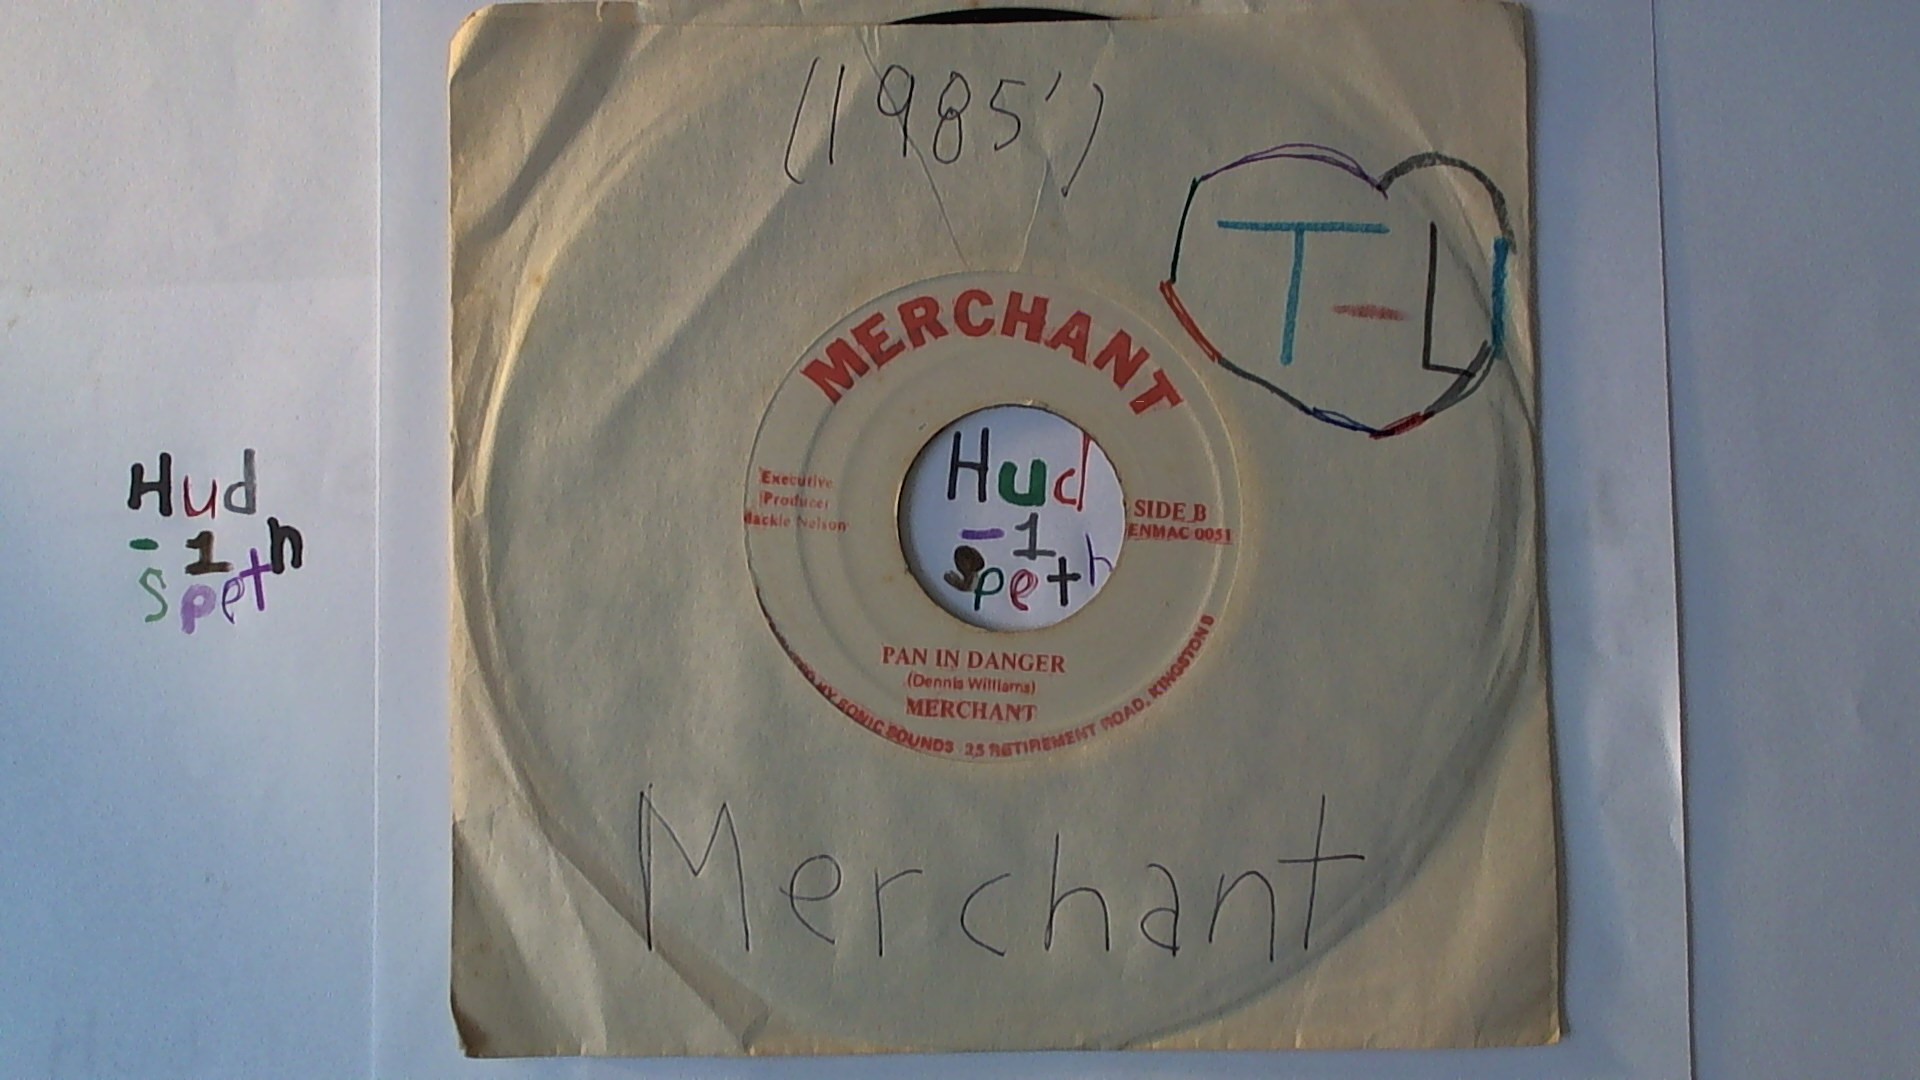 (1985')
T-L
MERCHANT
Executive
Producer
Jackie Nelson
SIDE B
ENMAC 0051
Hud
-1
Speth
PAN IN DANGER
(Dennis Williams)
MERCHANT
BY SONIC SOUNDS 25 RETIREMENT ROAD, KINGSTON 5
Merchant
Hud
-1
Speth